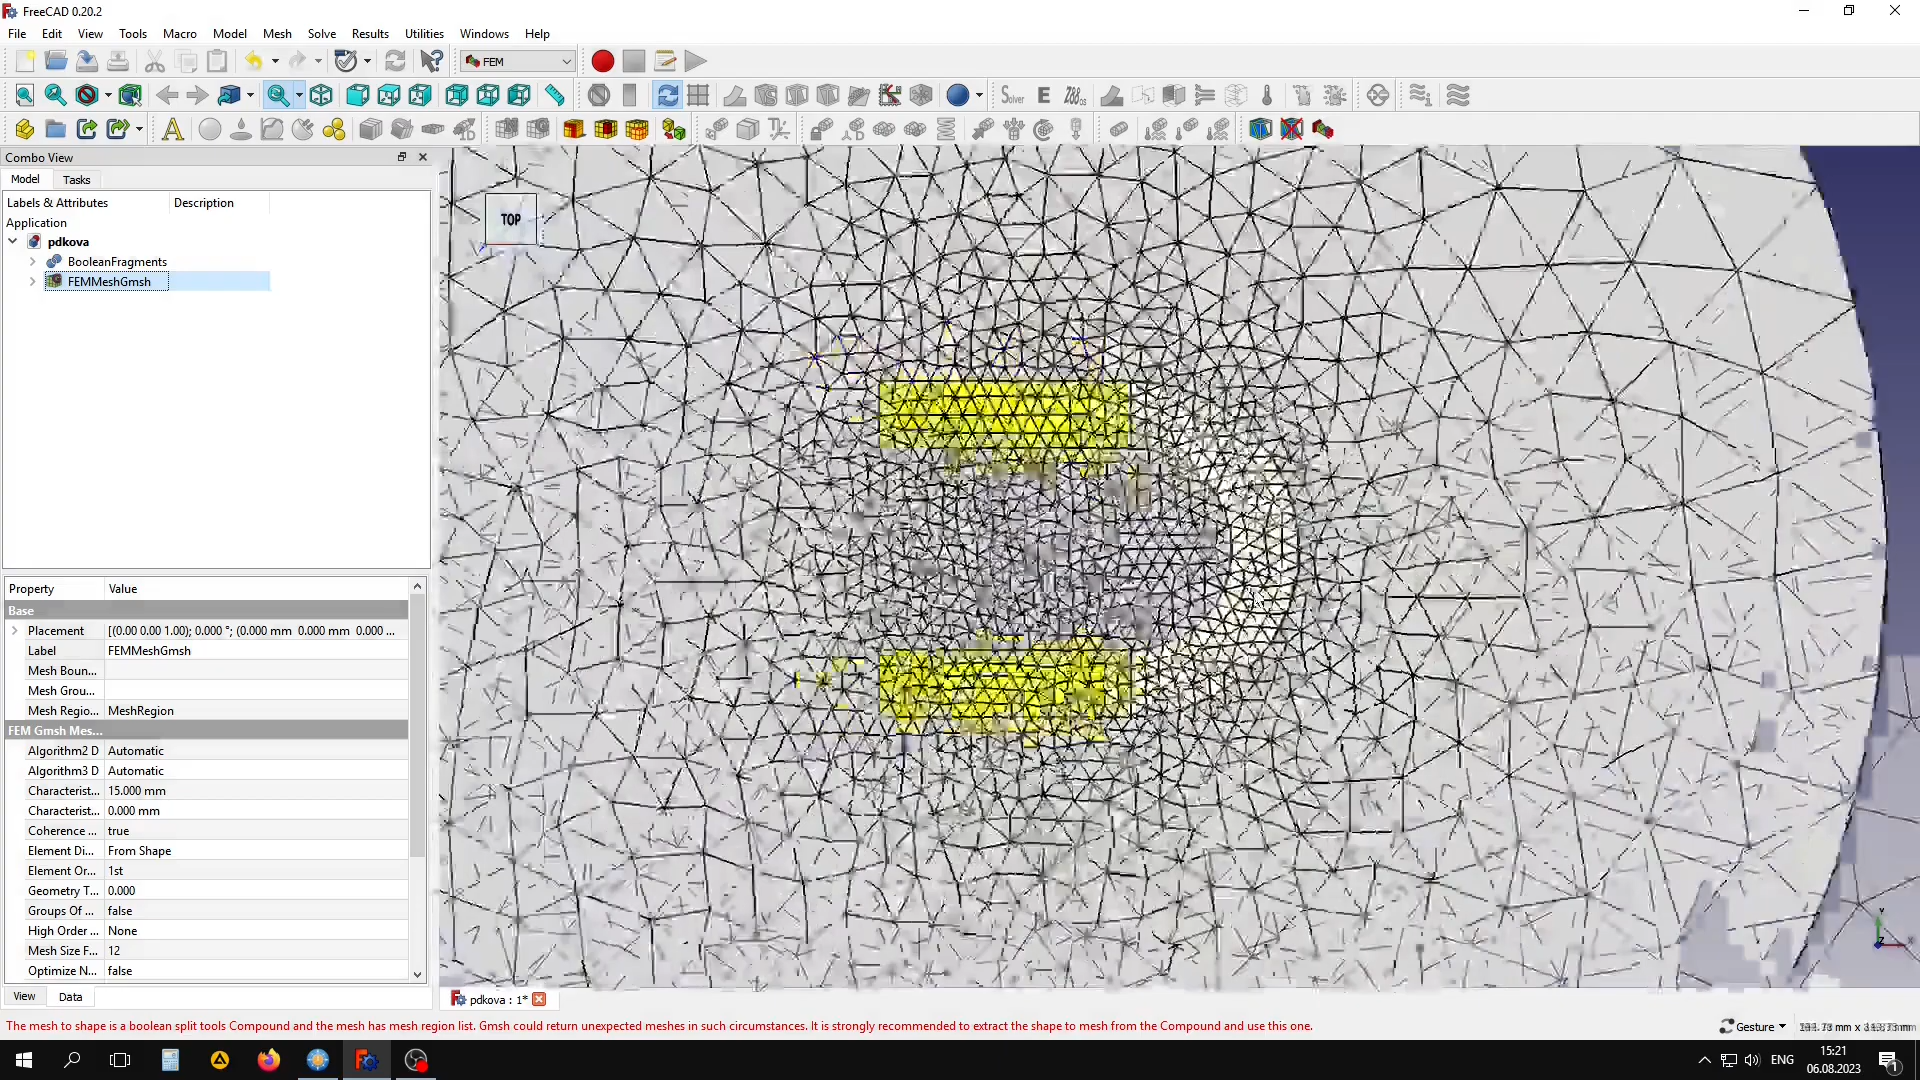 FreeCAD 0.20.2
File Edit View Tools Macro Model Mesh Solve Results Utilities Windows Help
FEM
Solver E Z88OS
A
Combo View
Model Tasks
Labels & Attributes Description
Application
pdkova
BooleanFragments
FEMMeshGmsh
TOP
Property Value
Base
Placement [(0.00 0.00 1.00); 0.000 °; (0.000 mm 0.000 mm 0.000 ...
Label FEMMeshGmsh
Mesh Boun...
Mesh Grou...
Mesh Regio... MeshRegion
FEM Gmsh Mes...
Algorithm2 D Automatic
Algorithm3 D Automatic
Characterist... 15.000 mm
Characterist... 0.000 mm
Coherence ... true
Element Di... From Shape
Element Or... 1st
Geometry T... 0.000
Groups Of ... false
High Order ... None
Mesh Size F... 12
Optimize N... false
View Data
pdkova : 1*
The mesh to shape is a boolean split tools Compound and the mesh has mesh region list. Gmsh could return unexpected meshes in such circumstances. It is strongly recommended to extract the shape to mesh from the Compound and use this one.
Gesture
ENG
15:21
06.08.2023
1